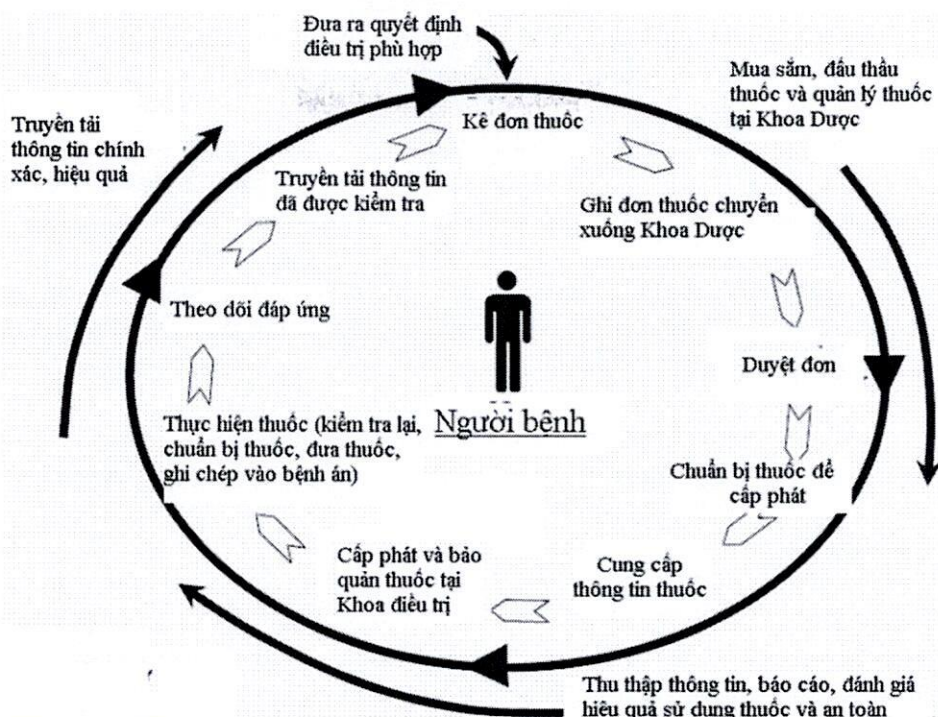 Đưa ra quyết định
điều trị phù hợp
Mua sắm, đấu thầu
thuốc và quản lý thuốc
tại Khoa Dược
Truyền tải
thông tin chính
xác, hiệu quả
Kê đơn thuốc
Truyền tải thông tin
đã được kiểm tra
Ghi đơn thuốc chuyển
xuống Khoa Dược
Theo dõi đáp ứng
Duyệt đơn
Người bệnh
Thực hiện thuốc (kiểm tra lại,
chuẩn bị thuốc, đưa thuốc,
ghi chép vào bệnh án)
Chuẩn bị thuốc để
cấp phát
Cấp phát và bảo
quản thuốc tại
Khoa điều trị
Cung cấp
thông tin thuốc
Thu thập thông tin, báo cáo, đánh giá
hiệu quả sử dụng thuốc và an toàn